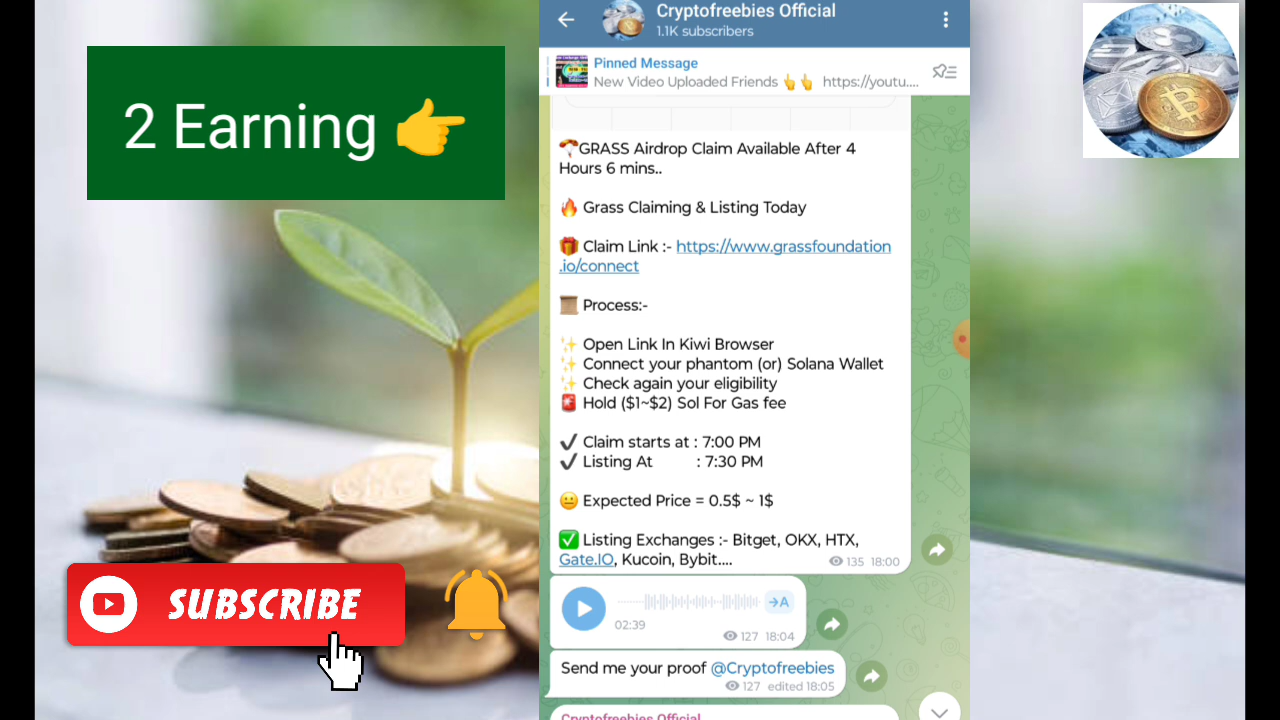 2 Earning 👉
SUBSCRIBE
Cryptofreebies Official
1.1K subscribers
Pinned Message
New Video Uploaded Friends 👆👆 https://youtu....
🪂GRASS Airdrop Claim Available After 4
Hours 6 mins..
🔥 Grass Claiming & Listing Today
🎁 Claim Link :- https://www.grassfoundation
.io/connect
📜 Process:-
✨ Open Link In Kiwi Browser
✨ Connect your phantom (or) Solana Wallet
✨ Check again your eligibility
🚨 Hold ($1~$2) Sol For Gas fee
✔️ Claim starts at : 7:00 PM
✔️ Listing At : 7:30 PM
😐 Expected Price = 0.5$ ~ 1$
✅ Listing Exchanges :- Bitget, OKX, HTX,
Gate.IO, Kucoin, Bybit....
135 18:00
→A
02:39
127 18:04
Send me your proof @Cryptofreebies
127 edited 18:05
Cryptofreebies Official